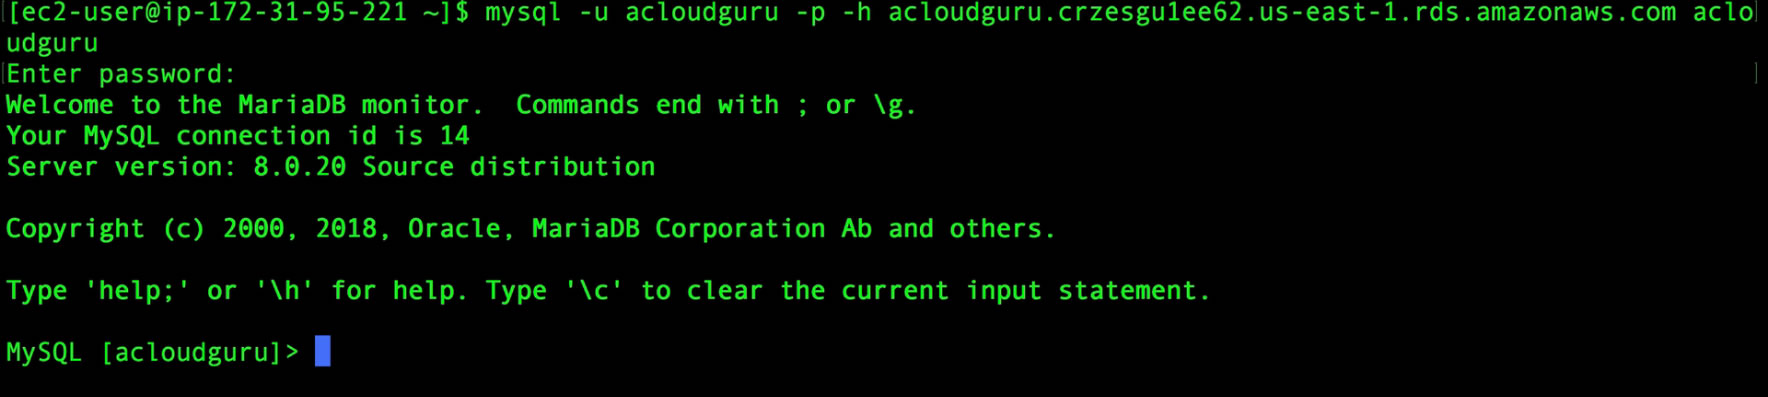 [ec2-user@ip-172-31-95-221 ~]$ mysql -u acloudguru -p -h acloudguru.crzesgu1ee62.us-east-1.rds.amazonaws.com aclo
udguru
Enter password:
Welcome to the MariaDB monitor.  Commands end with ; or \g.
Your MySQL connection id is 14
Server version: 8.0.20 Source distribution

Copyright (c) 2000, 2018, Oracle, MariaDB Corporation Ab and others.

Type 'help;' or '\h' for help. Type '\c' to clear the current input statement.

MySQL [acloudguru]>